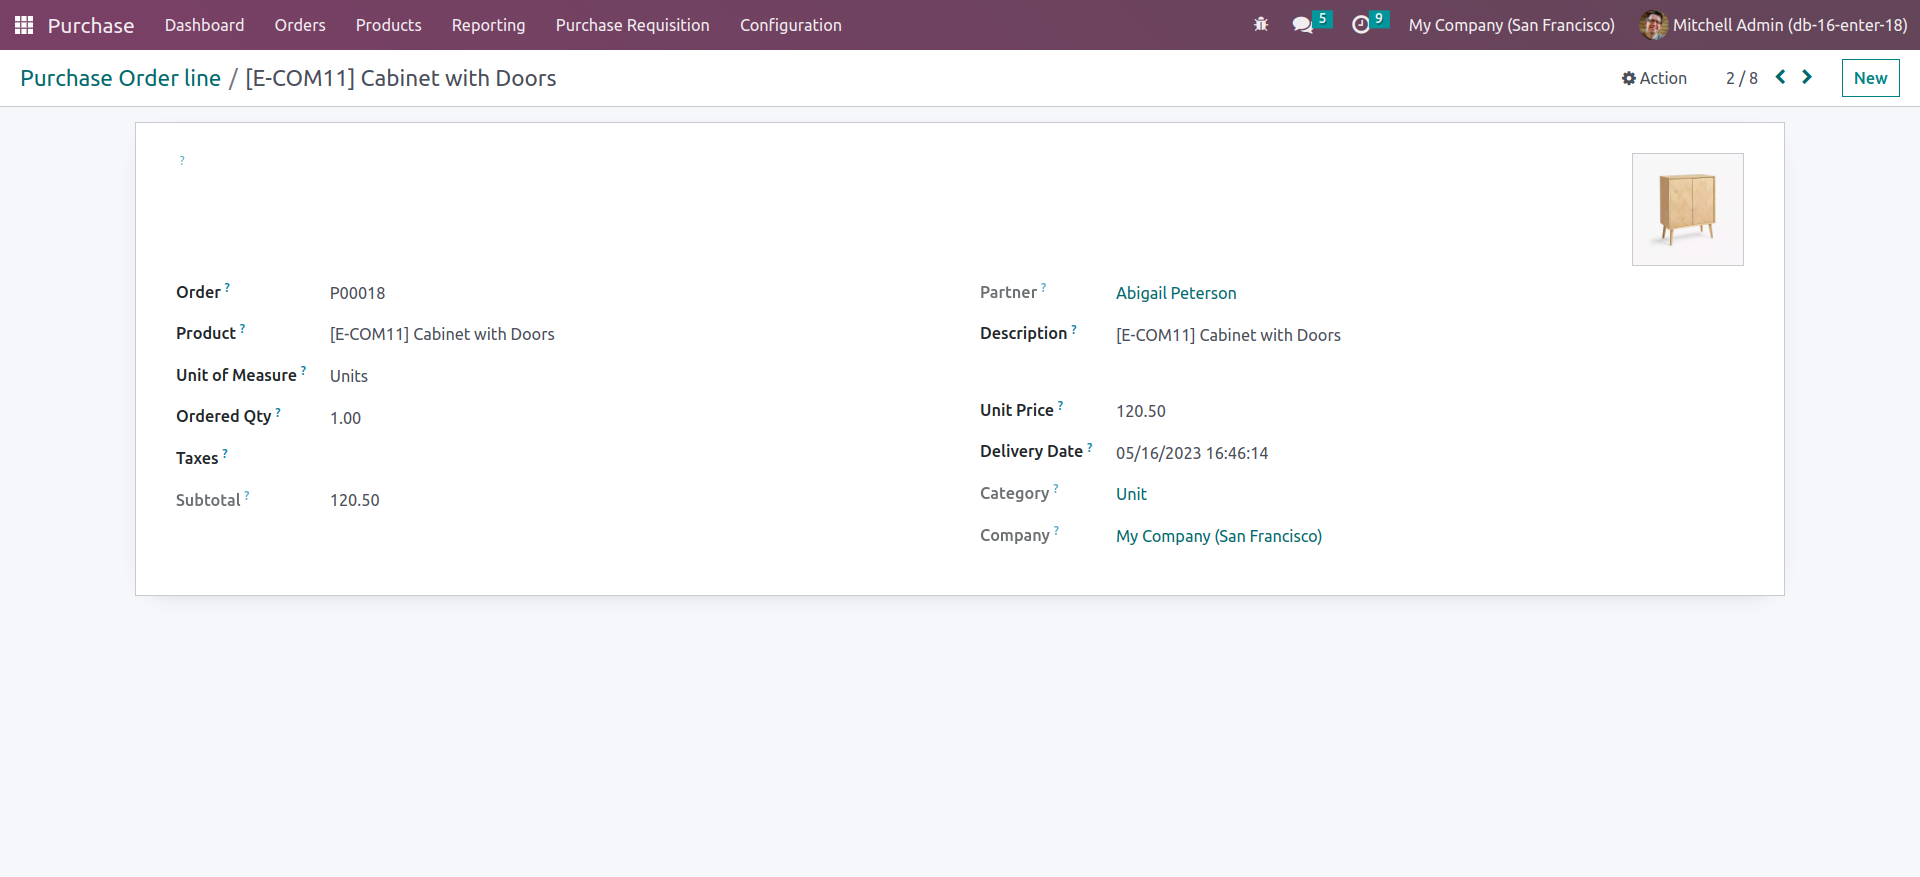 Purchase Dashboard Orders Products Reporting Purchase Requisition Configuration 5 9 My Company (San Francisco) Mitchell Admin (db-16-enter-18)
Purchase Order line / [E-COM11] Cabinet with Doors Action 2 / 8 New
?
Order ? P00018 Partner ? Abigail Peterson
Product ? [E-COM11] Cabinet with Doors Description ? [E-COM11] Cabinet with Doors
Unit of Measure ? Units
Ordered Qty ? 1.00 Unit Price ? 120.50
Taxes ? Delivery Date ? 05/16/2023 16:46:14
Subtotal ? 120.50 Category ? Unit
Company ? My Company (San Francisco)